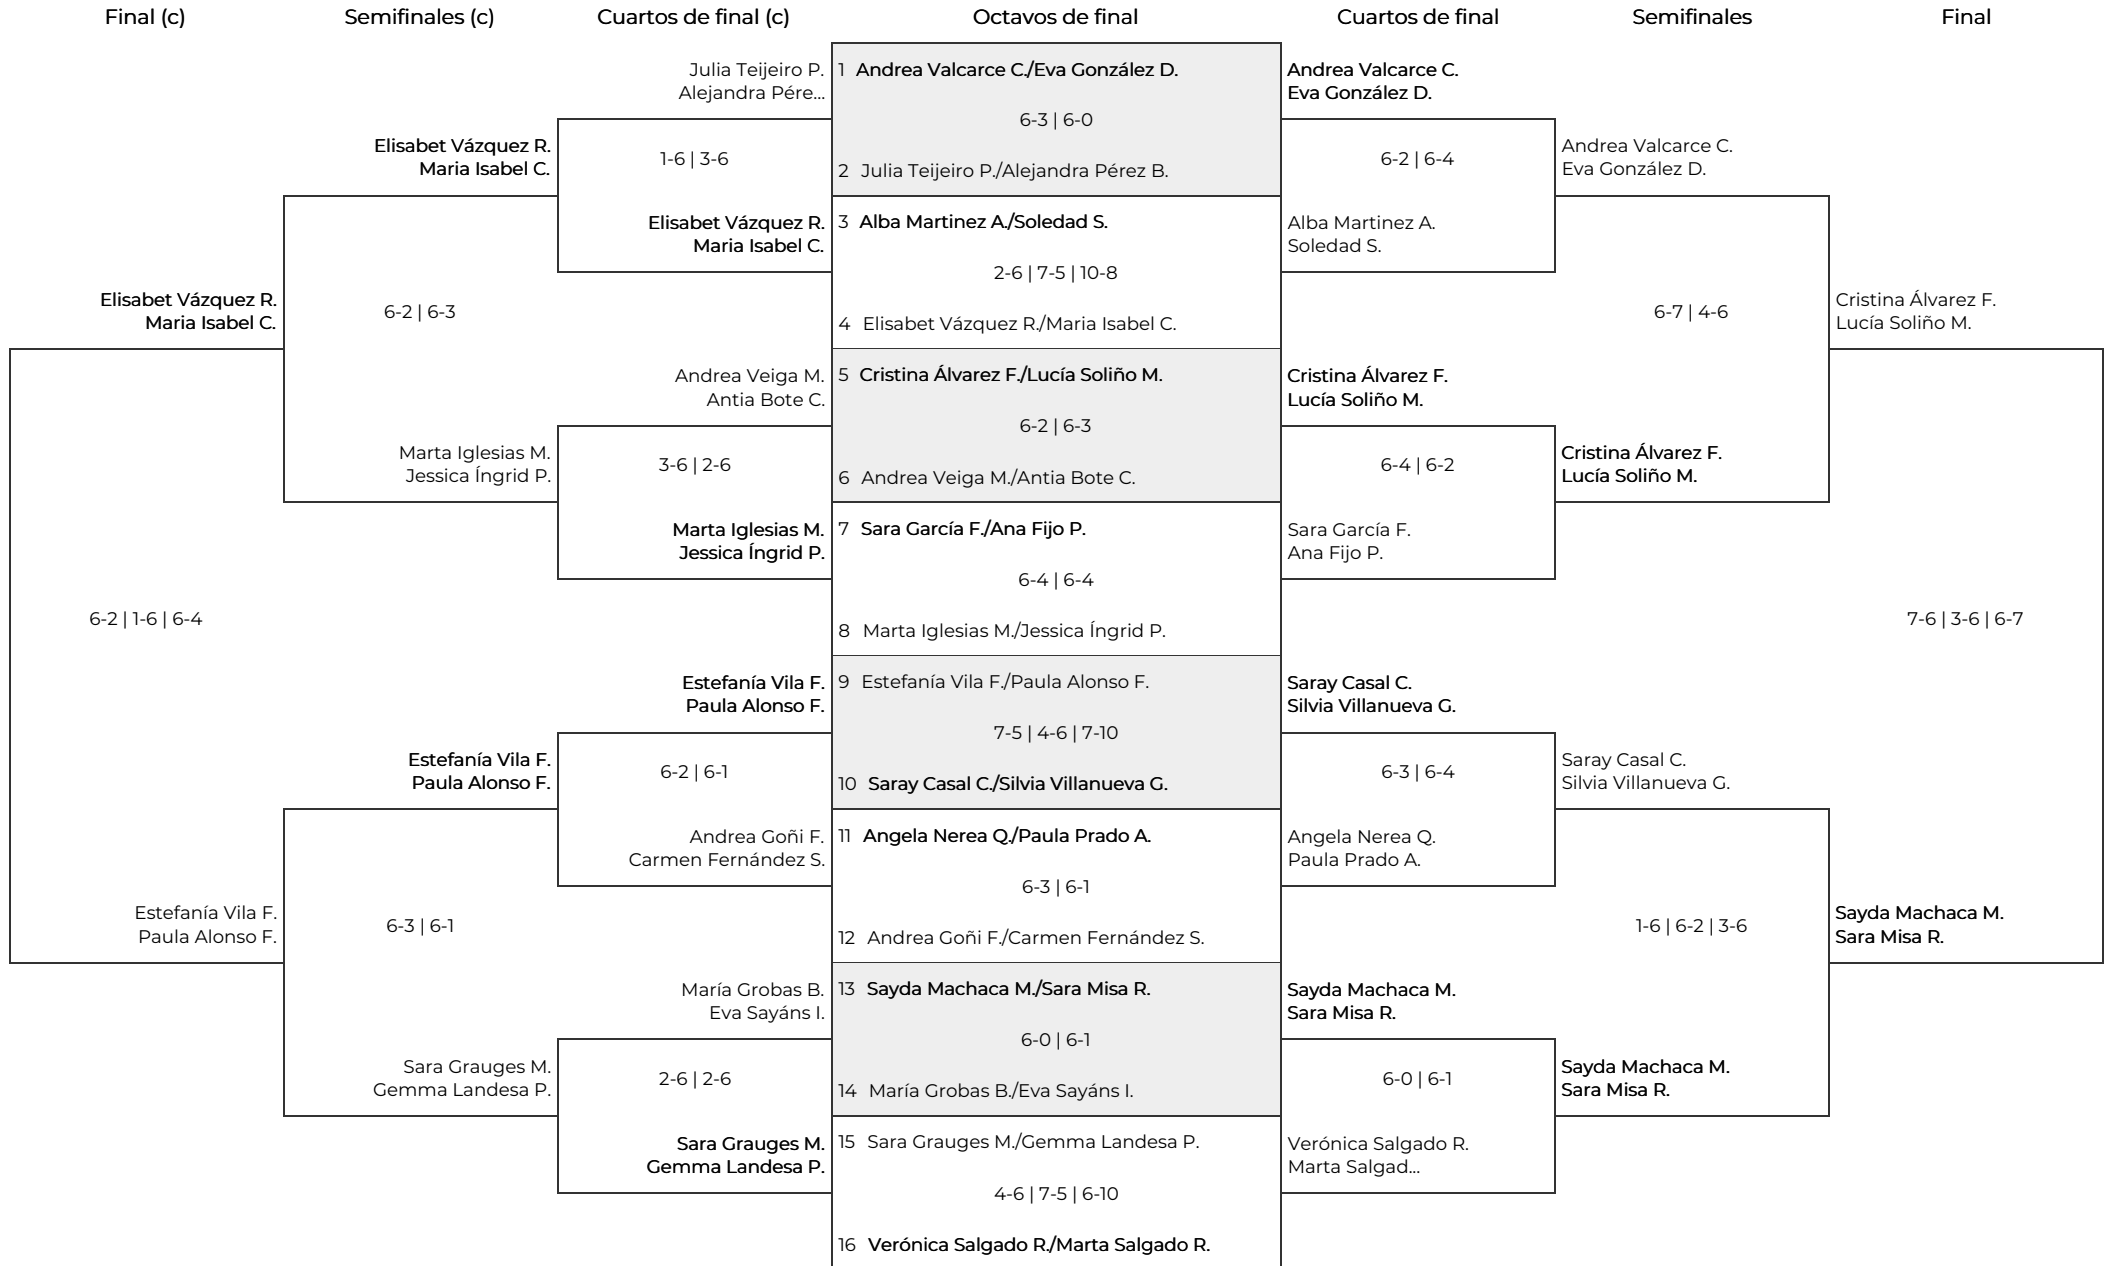 Final (c)
Semifinales (c)
Cuartos de final (c)
Octavos de final
Cuartos de final
Semifinales
Final
Elisabet Vázquez R.
Maria Isabel C.
6-2 | 1-6 | 6-4
Estefanía Vila F.
Paula Alonso F.
Elisabet Vázquez R.
Maria Isabel C.
6-2 | 6-3
Marta Iglesias M.
Jessica Íngrid P.
Estefanía Vila F.
Paula Alonso F.
6-3 | 6-1
Sara Grauges M.
Gemma Landesa P.
Julia Teijeiro P.
Alejandra Pére...
1-6 | 3-6
Elisabet Vázquez R.
Maria Isabel C.
Andrea Veiga M.
Antia Bote C.
3-6 | 2-6
Marta Iglesias M.
Jessica Íngrid P.
Estefanía Vila F.
Paula Alonso F.
6-2 | 6-1
Andrea Goñi F.
Carmen Fernández S.
María Grobas B.
Eva Sayáns I.
2-6 | 2-6
Sara Grauges M.
Gemma Landesa P.
1 Andrea Valcarce C./Eva González D.
6-3 | 6-0
2 Julia Teijeiro P./Alejandra Pérez B.
3 Alba Martinez A./Soledad S.
2-6 | 7-5 | 10-8
4 Elisabet Vázquez R./Maria Isabel C.
5 Cristina Álvarez F./Lucía Soliño M.
6-2 | 6-3
6 Andrea Veiga M./Antia Bote C.
7 Sara García F./Ana Fijo P.
6-4 | 6-4
8 Marta Iglesias M./Jessica Íngrid P.
9 Estefanía Vila F./Paula Alonso F.
7-5 | 4-6 | 7-10
10 Saray Casal C./Silvia Villanueva G.
11 Angela Nerea Q./Paula Prado A.
6-3 | 6-1
12 Andrea Goñi F./Carmen Fernández S.
13 Sayda Machaca M./Sara Misa R.
6-0 | 6-1
14 María Grobas B./Eva Sayáns I.
15 Sara Grauges M./Gemma Landesa P.
4-6 | 7-5 | 6-10
16 Verónica Salgado R./Marta Salgado R.
Andrea Valcarce C.
Eva González D.
6-2 | 6-4
Alba Martinez A.
Soledad S.
Cristina Álvarez F.
Lucía Soliño M.
6-4 | 6-2
Sara García F.
Ana Fijo P.
Saray Casal C.
Silvia Villanueva G.
6-3 | 6-4
Angela Nerea Q.
Paula Prado A.
Sayda Machaca M.
Sara Misa R.
6-0 | 6-1
Verónica Salgado R.
Marta Salgad...
Andrea Valcarce C.
Eva González D.
6-7 | 4-6
Cristina Álvarez F.
Lucía Soliño M.
Saray Casal C.
Silvia Villanueva G.
1-6 | 6-2 | 3-6
Sayda Machaca M.
Sara Misa R.
Cristina Álvarez F.
Lucía Soliño M.
7-6 | 3-6 | 6-7
Sayda Machaca M.
Sara Misa R.